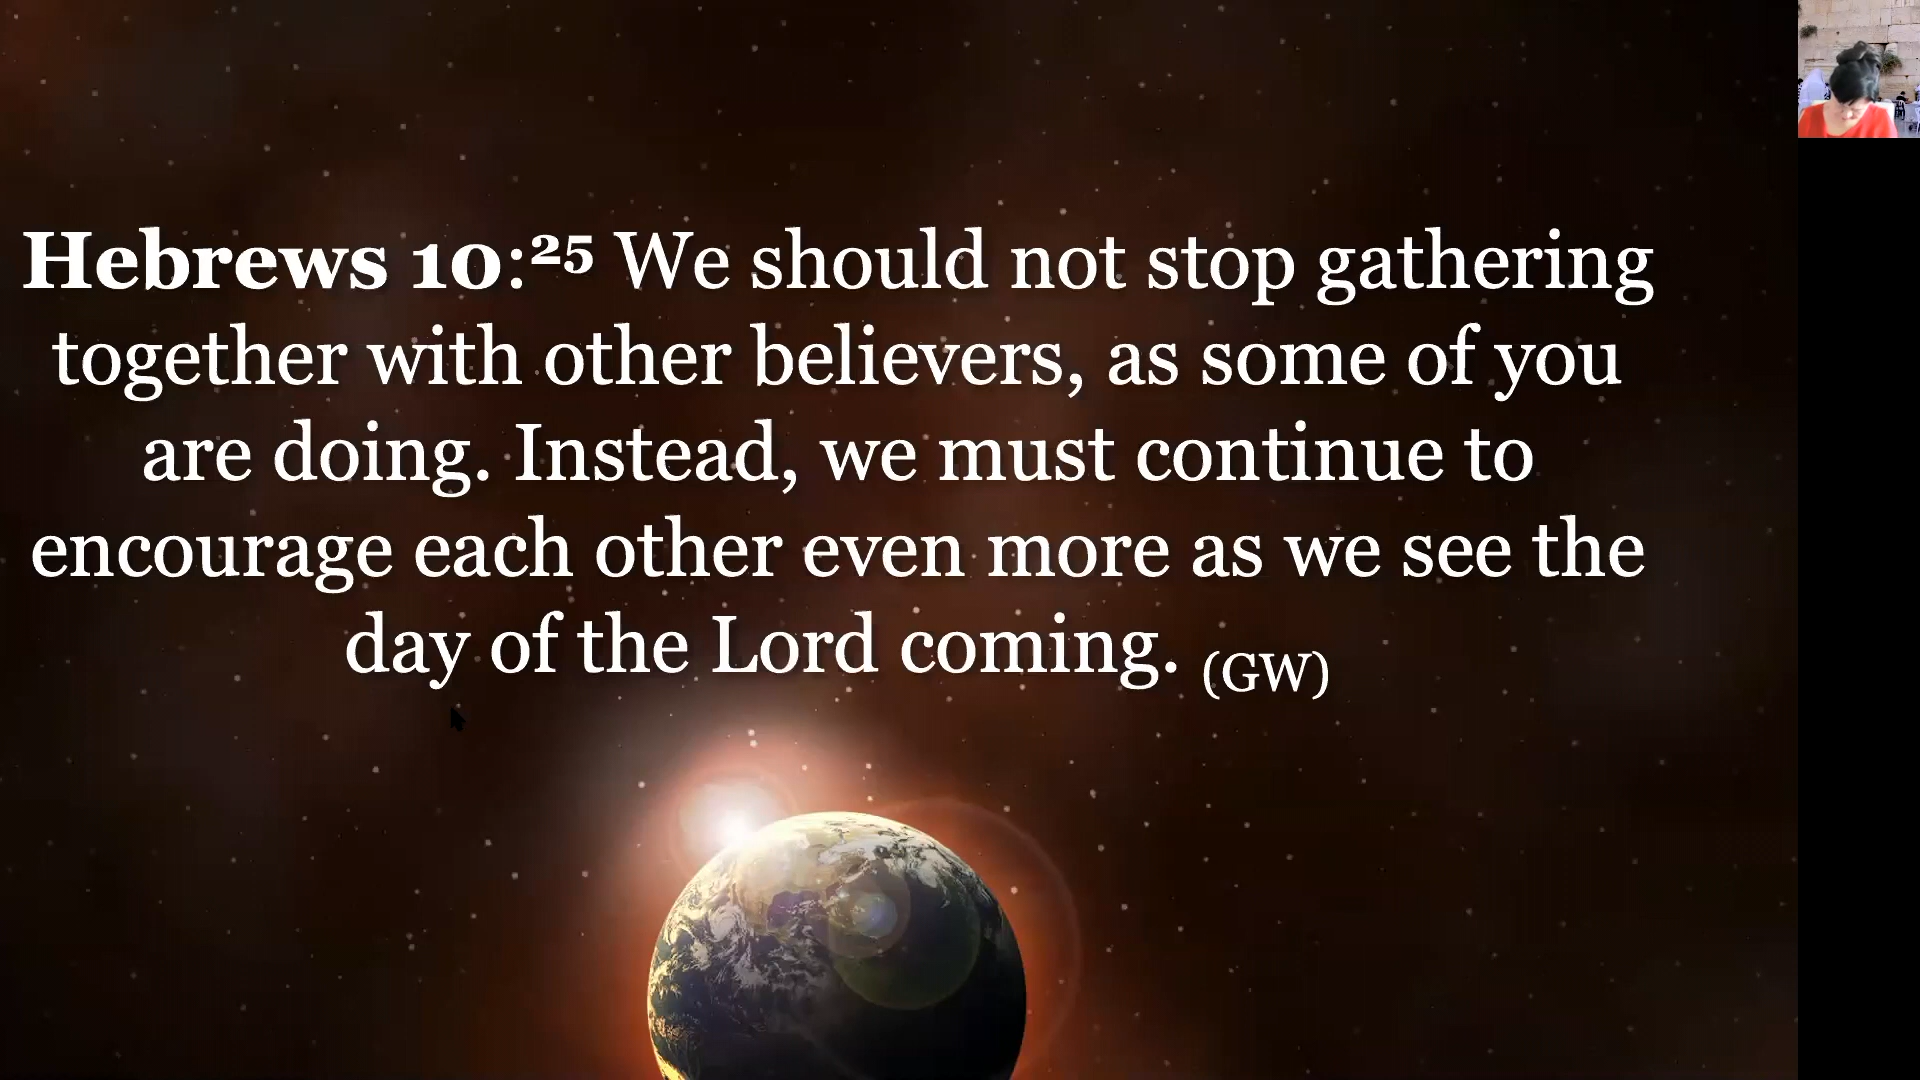 Hebrews 10:25 We should not stop gathering
together with other believers, as some of you
are doing. Instead, we must continue to
encourage each other even more as we see the
day of the Lord coming. (GW)